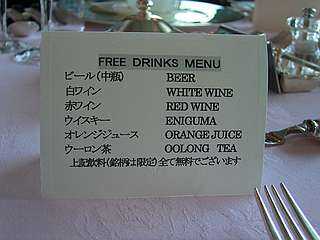 FREE DRINKS MENU
ビール(中瓶) BEER
白ワイン WHITE WINE
赤ワイン RED WINE
ウイスキー ENIGUMA
オレンジジュース ORANGE JUICE
ウーロン茶 OOLONG TEA
上記飲料(銘柄は限定)全て無料でございます